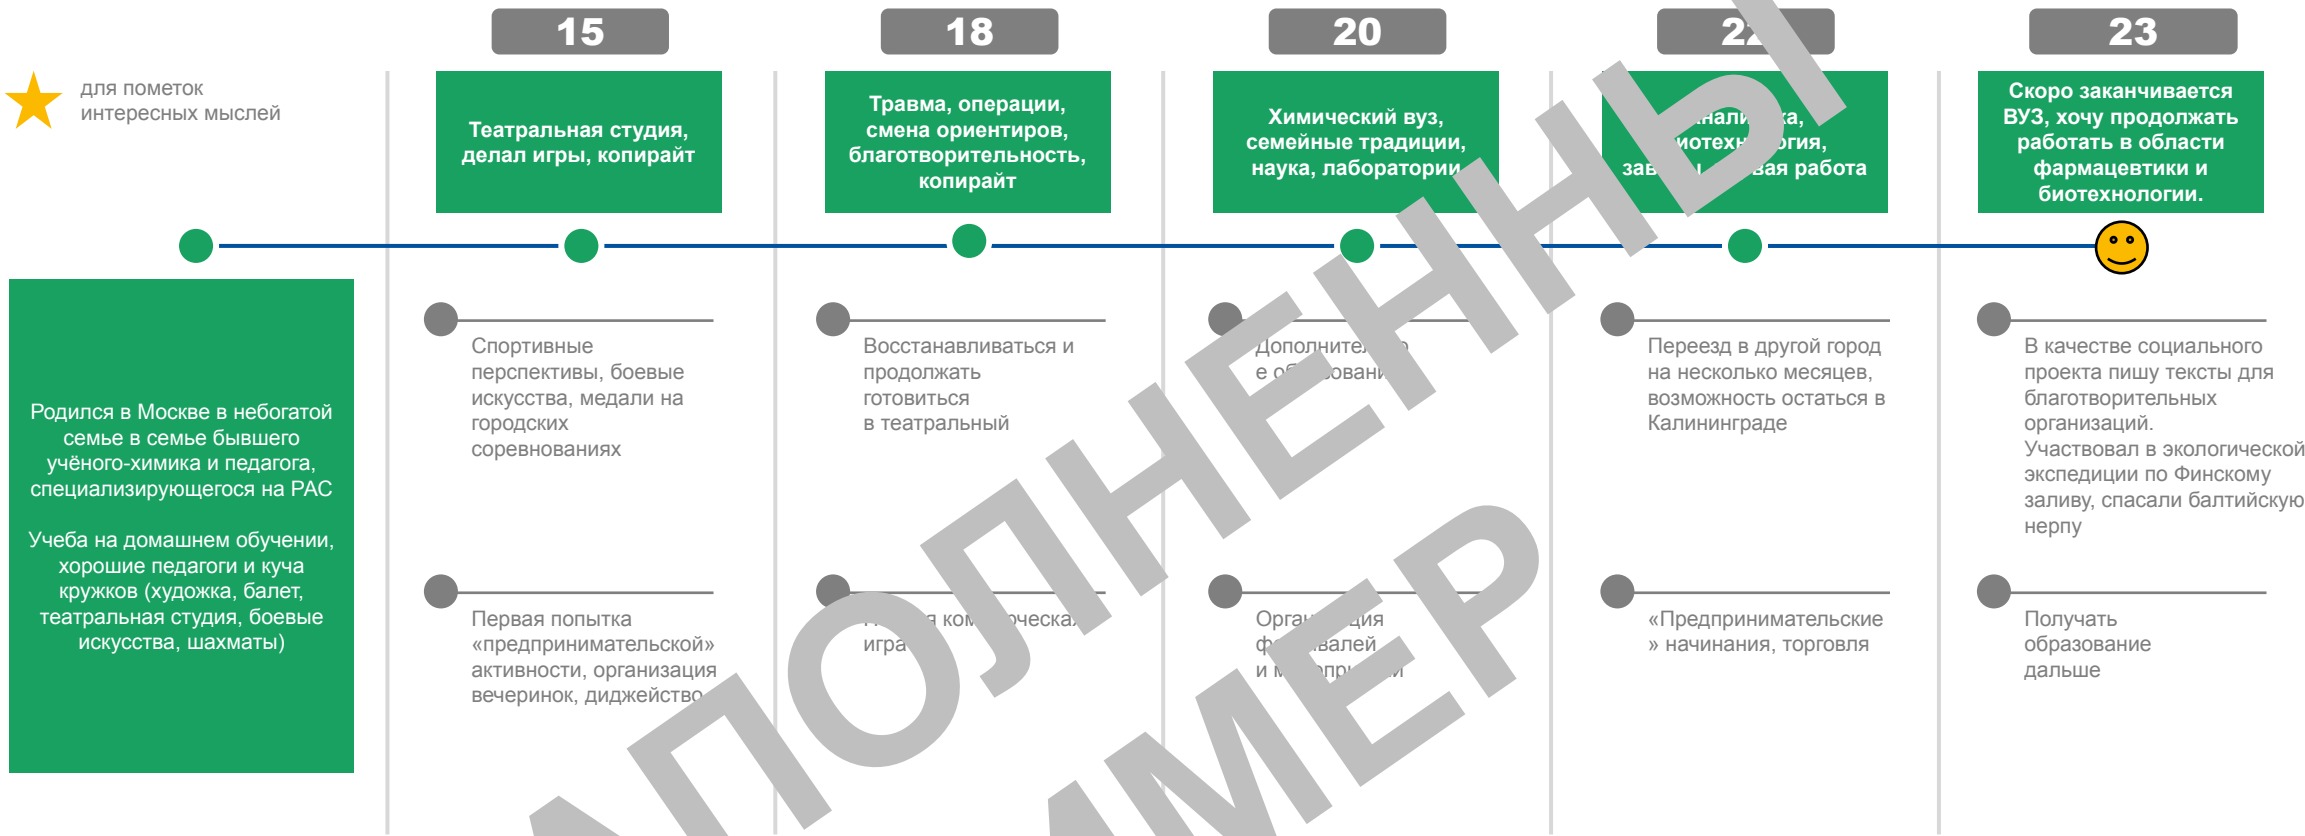 15
18
20
23
для пометок
интересных мыслей
Театральная студия,
делал игры, копирайт
Травма, операции,
смена ориентиров,
благотворительность,
копирайт
Химический вуз,
семейные традиции,
наука, лаборатории
работа
Скоро заканчивается
ВУЗ, хочу продолжать
работать в области
фармацевтики и
биотехнологии.
Родился в Москве в небогатой
семье в семье бывшего
учёного-химика и педагога,
специализирующегося на РАС
Учеба на домашнем обучении,
хорошие педагоги и куча
кружков (художка, балет,
театральная студия, боевые
искусства, шахматы)
Спортивные
перспективы, боевые
искусства, медали на
городских
соревнованиях
Восстанавливаться и
продолжать
готовиться
в театральный
Переезд в другой город
на несколько месяцев,
возможность остаться в
Калининграде
В качестве социального
проекта пишу тексты для
благотворительных
организаций.
Участвовал в экологической
экспедиции по Финскому
заливу, спасали балтийскую
нерпу
Первая попытка
«предпринимательской»
активности, организация
вечеринок, диджейство
игра
Организация
фестивалей
и
«Предпринимательские
» начинания, торговля
Получать
образование
дальше